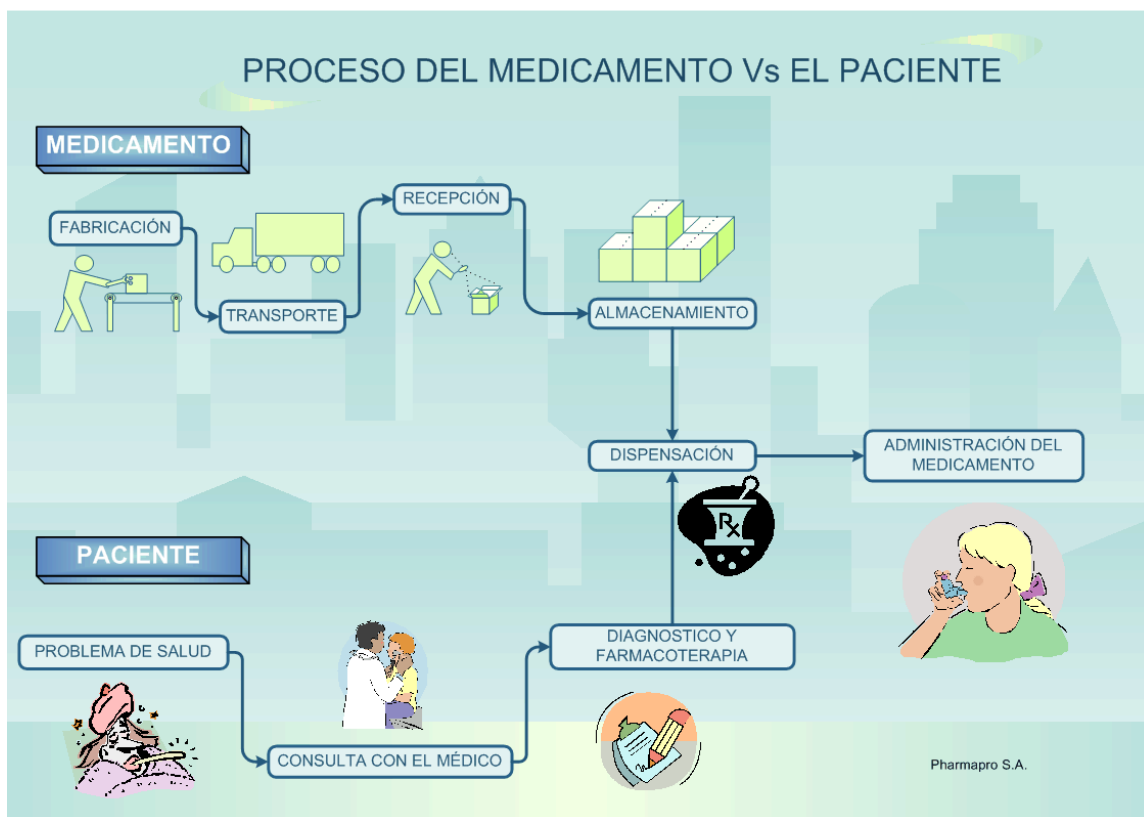 PROCESO DEL MEDICAMENTO Vs EL PACIENTE
MEDICAMENTO
FABRICACIÓN
TRANSPORTE
RECEPCIÓN
ALMACENAMIENTO
DISPENSACIÓN
ADMINISTRACIÓN DEL
MEDICAMENTO
Rx
PACIENTE
PROBLEMA DE SALUD
CONSULTA CON EL MÉDICO
DIAGNOSTICO Y
FARMACOTERAPIA
Pharmapro S.A.